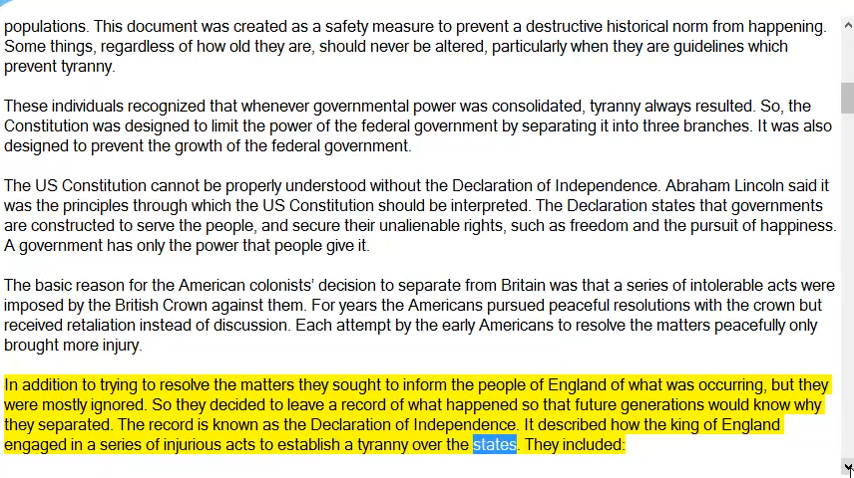 populations. This document was created as a safety measure to prevent a destructive historical norm from happening.
Some things, regardless of how old they are, should never be altered, particularly when they are guidelines which
prevent tyranny.
These individuals recognized that whenever governmental power was consolidated, tyranny always resulted. So, the
Constitution was designed to limit the power of the federal government by separating it into three branches. It was also
designed to prevent the growth of the federal government.
The US Constitution cannot be properly understood without the Declaration of Independence. Abraham Lincoln said it
was the principles through which the US Constitution should be interpreted. The Declaration states that governments
are constructed to serve the people, and secure their unalienable rights, such as freedom and the pursuit of happiness.
A government has only the power that people give it.
The basic reason for the American colonists’ decision to separate from Britain was that a series of intolerable acts were
imposed by the British Crown against them. For years the Americans pursued peaceful resolutions with the crown but
received retaliation instead of discussion. Each attempt by the early Americans to resolve the matters peacefully only
brought more injury.
In addition to trying to resolve the matters they sought to inform the people of England of what was occurring, but they
were mostly ignored. So they decided to leave a record of what happened so that future generations would know why
they separated. The record is known as the Declaration of Independence. It described how the king of England
engaged in a series of injurious acts to establish a tyranny over the states. They included: